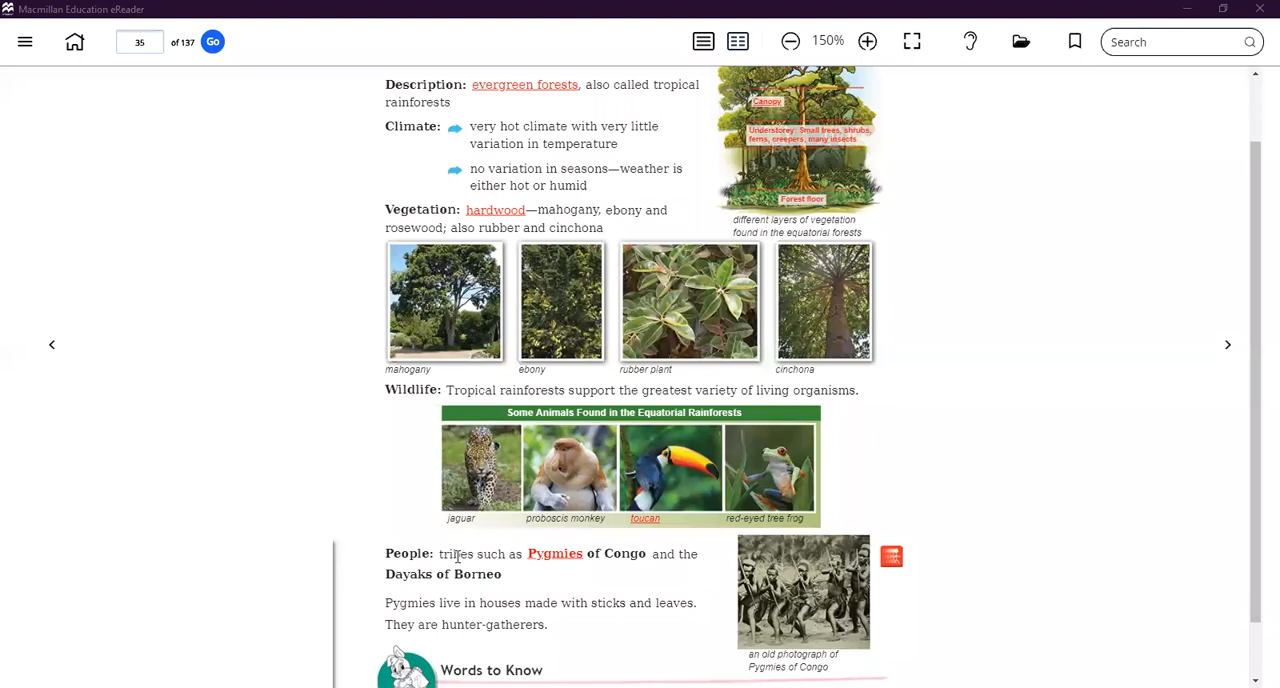 Macmillan Education eReader
35 of 137 Go
150%
Search
Description: evergreen forests, also called tropical
rainforests
Climate: very hot climate with very little
variation in temperature
no variation in seasons—weather is
either hot or humid
Vegetation: hardwood—mahogany, ebony and
rosewood; also rubber and cinchona
Canopy
Understorey: Small trees, shrubs,
ferns, creepers, many insects
Forest floor
different layers of vegetation
found in the equatorial forests
mahogany
ebony
rubber plant
cinchona
Wildlife: Tropical rainforests support the greatest variety of living organisms.
Some Animals Found in the Equatorial Rainforests
jaguar
proboscis monkey
toucan
red-eyed tree frog
People: tribes such as Pygmies of Congo and the
Dayaks of Borneo
Pygmies live in houses made with sticks and leaves.
They are hunter-gatherers.
an old photograph of
Pygmies of Congo
Words to Know